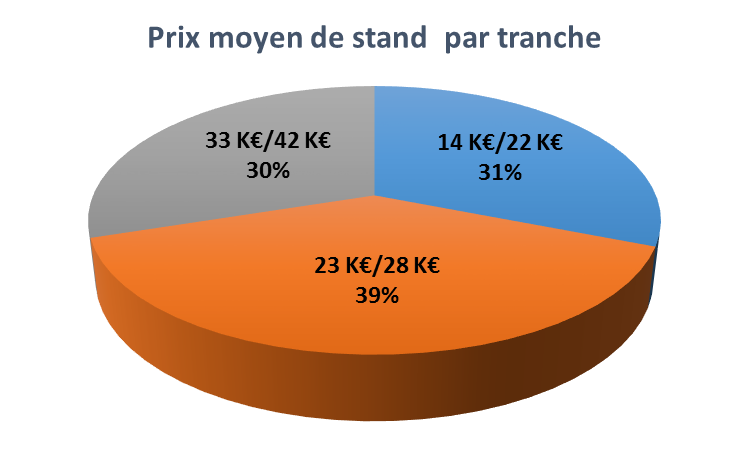 Prix moyen de stand  par tranche
33 K€/42 K€
30%
14 K€/22 K€
31%
23 K€/28 K€
39%